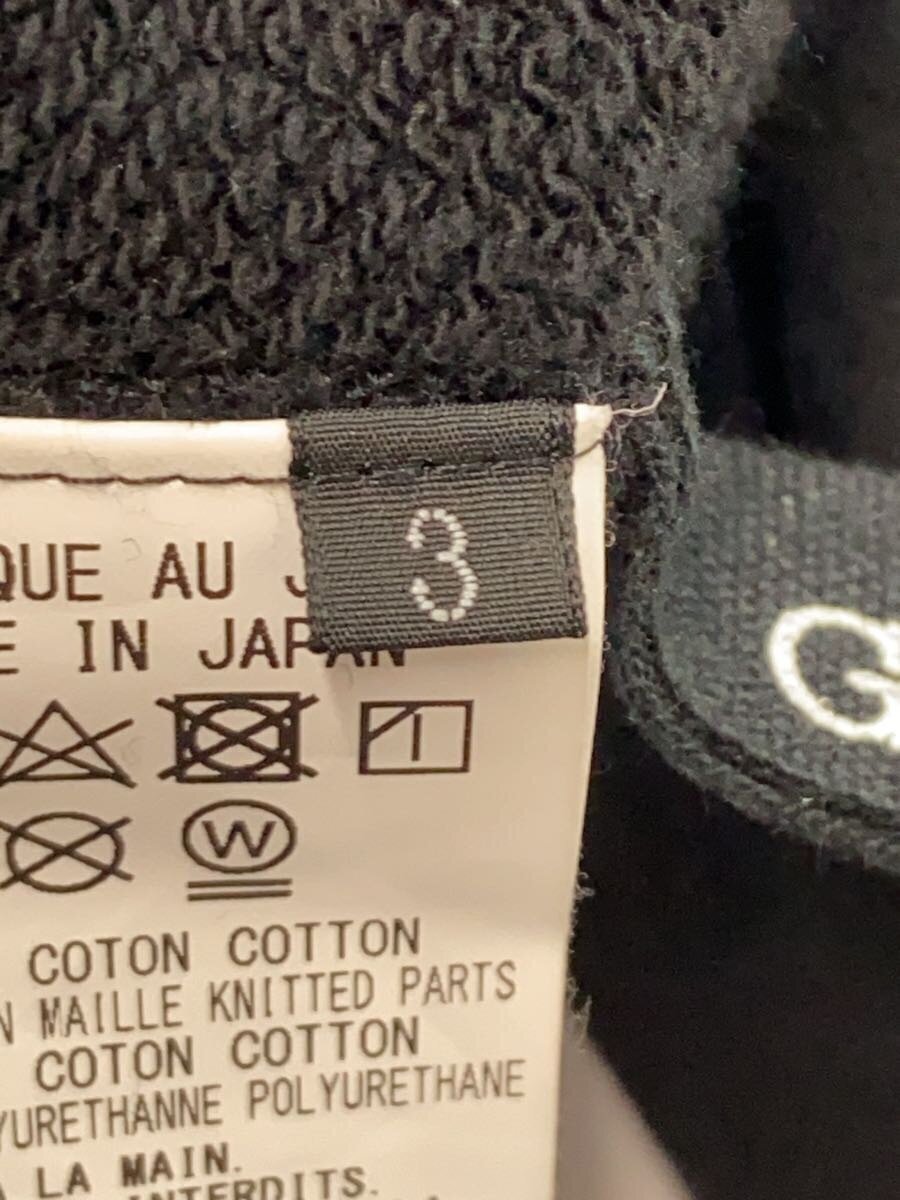 3
QUE AU J
E IN JAPAN
W
COTON COTTON
N MAILLE KNITTED PARTS
COTON COTTON
YURETHANNE POLYURETHANE
A LA MAIN.
INTERDITS.
G